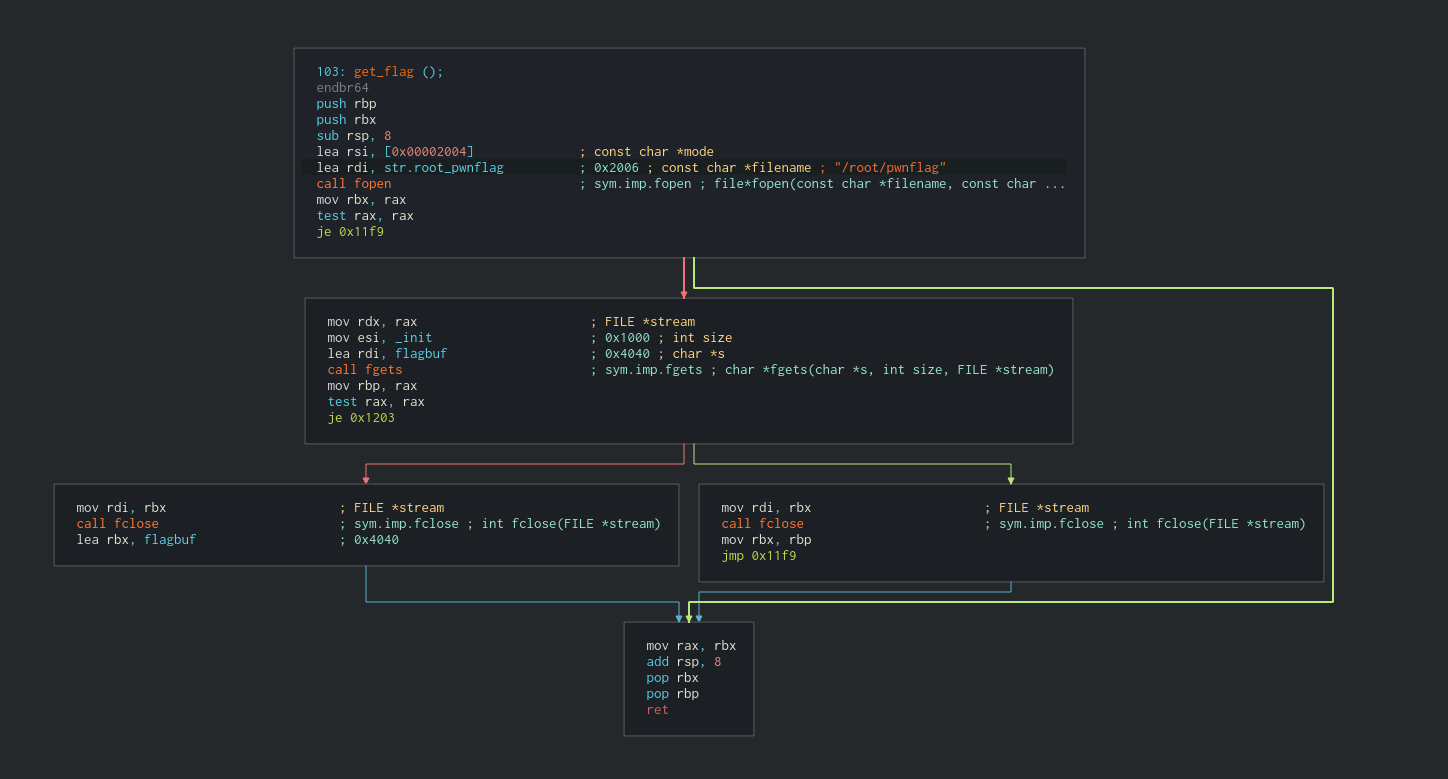 103: get_flag ();
endbr64
push rbp
push rbx
sub rsp, 8
lea rsi, [0x00002004] ; const char *mode
lea rdi, str.root_pwnflag ; 0x2006 ; const char *filename ; "/root/pwnflag"
call fopen ; sym.imp.fopen ; file*fopen(const char *filename, const char ...
mov rbx, rax
test rax, rax
je 0x11f9
mov rdx, rax ; FILE *stream
mov esi, _init ; 0x1000 ; int size
lea rdi, flagbuf ; 0x4040 ; char *s
call fgets ; sym.imp.fgets ; char *fgets(char *s, int size, FILE *stream)
mov rbp, rax
test rax, rax
je 0x1203
mov rdi, rbx ; FILE *stream
call fclose ; sym.imp.fclose ; int fclose(FILE *stream)
lea rbx, flagbuf ; 0x4040
mov rdi, rbx ; FILE *stream
call fclose ; sym.imp.fclose ; int fclose(FILE *stream)
mov rbx, rbp
jmp 0x11f9
mov rax, rbx
add rsp, 8
pop rbx
pop rbp
ret